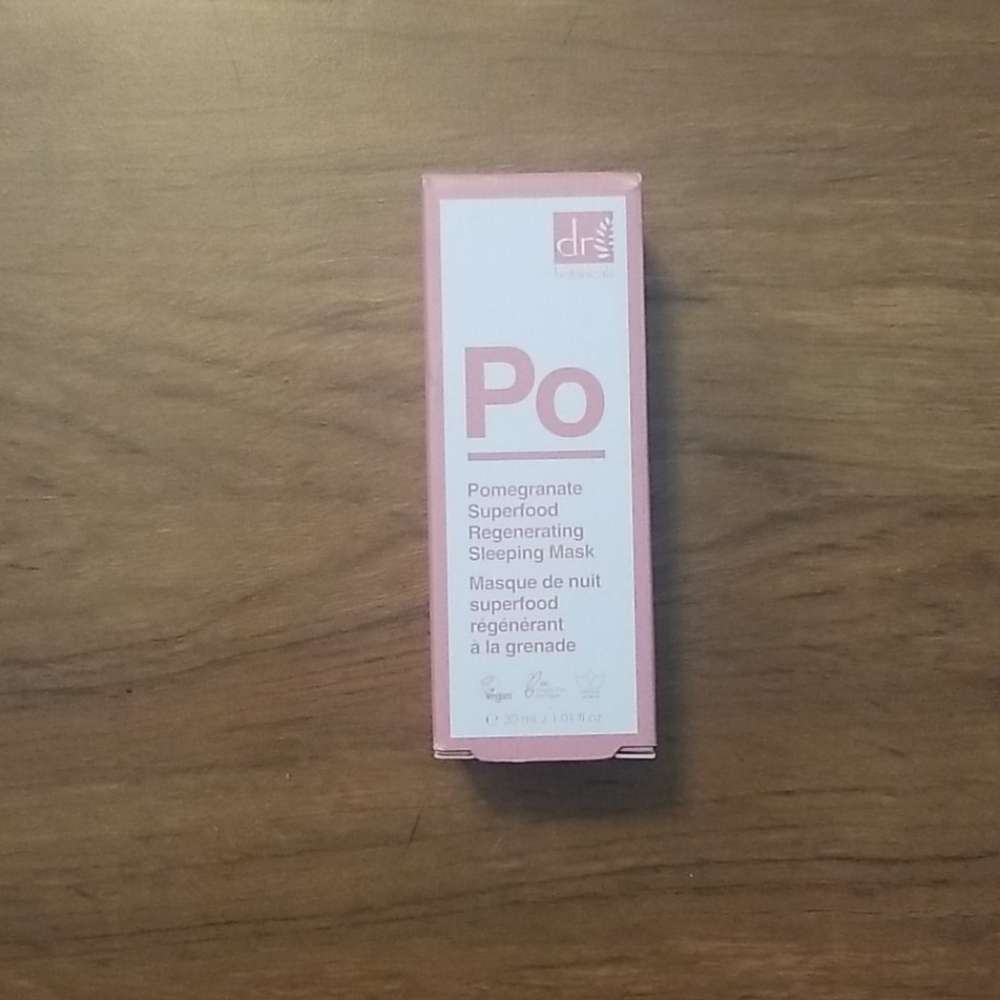 dr
botanicals
Po
Pomegranate
Superfood
Regenerating
Sleeping Mask
Masque de nuit
superfood
régénérant
à la grenade
vegan
℮ 30 ml / 1.01 fl oz